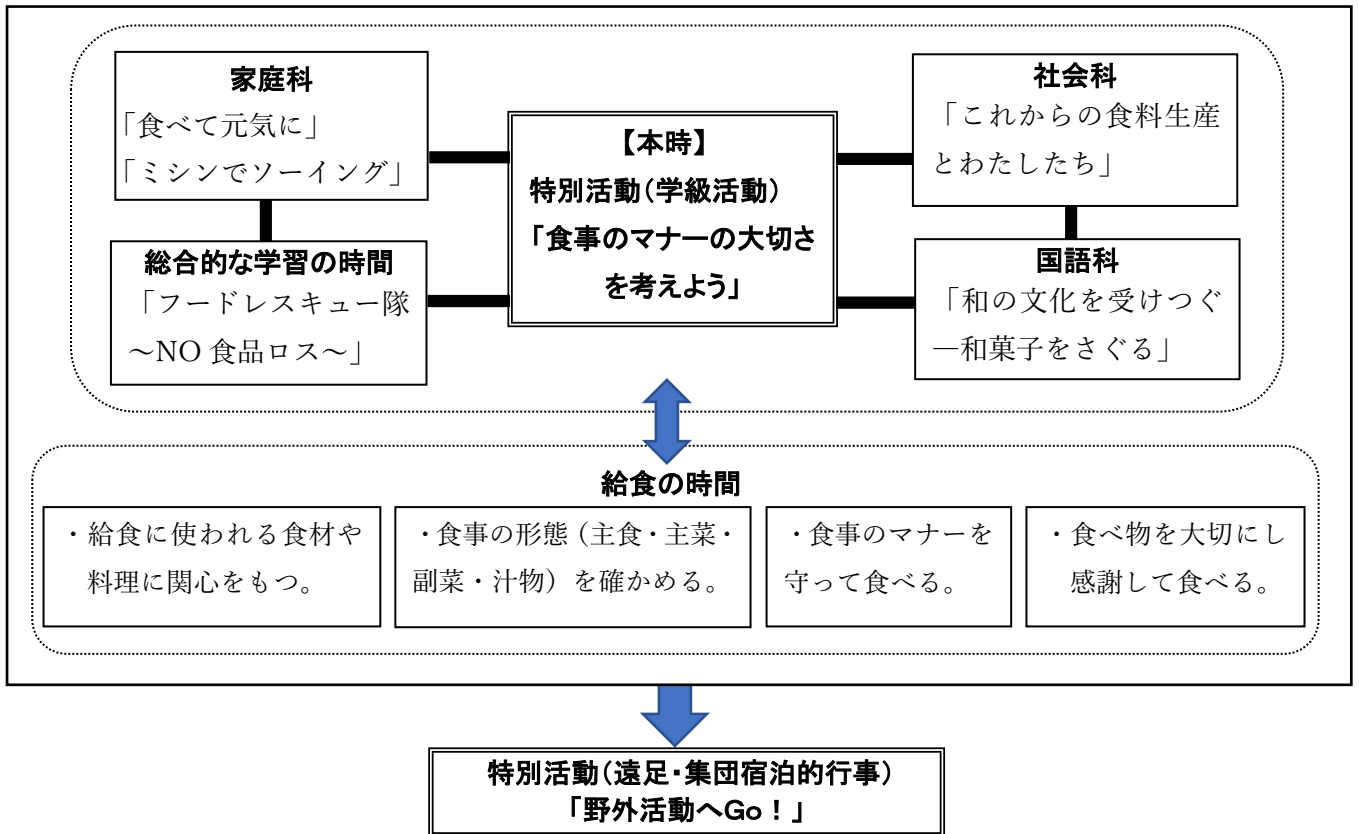 家庭科
「食べて元気に」
「ミシンでソーイング」
総合的な学習の時間
「フードレスキュー隊
～NO 食品ロス～」
【本時】
特別活動（学級活動）
「食事のマナーの大切さ
を考えよう」
社会科
「これからの食料生産
とわたしたち」
国語科
「和の文化を受けつぐ
―和菓子をさぐる」
給食の時間
・給食に使われる食材や
料理に関心をもつ。
・食事の形態（主食・主菜・
副菜・汁物）を確かめる。
・食事のマナーを
守って食べる。
・食べ物を大切にし
感謝して食べる。
特別活動（遠足・集団宿泊的行事）
「野外活動へGo！」